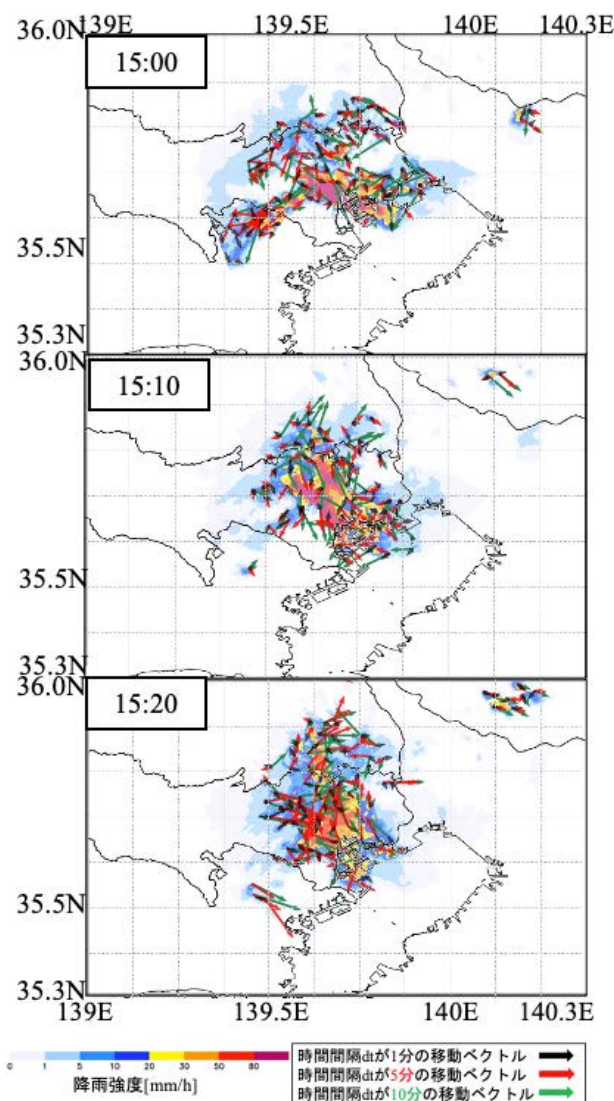 139E 139.5E 140E 140.3E
36.0N
15:00
35.5N
35.3N
36.0N
15:10
35.5N
35.3N
36.0N
15:20
35.5N
35.3N
139E 139.5E 140E 140.3E
0 1 5 10 20 30 50 80
降雨強度[mm/h]
時間間隔dtが1分の移動ベクトル
時間間隔dtが5分の移動ベクトル
時間間隔dtが10分の移動ベクトル